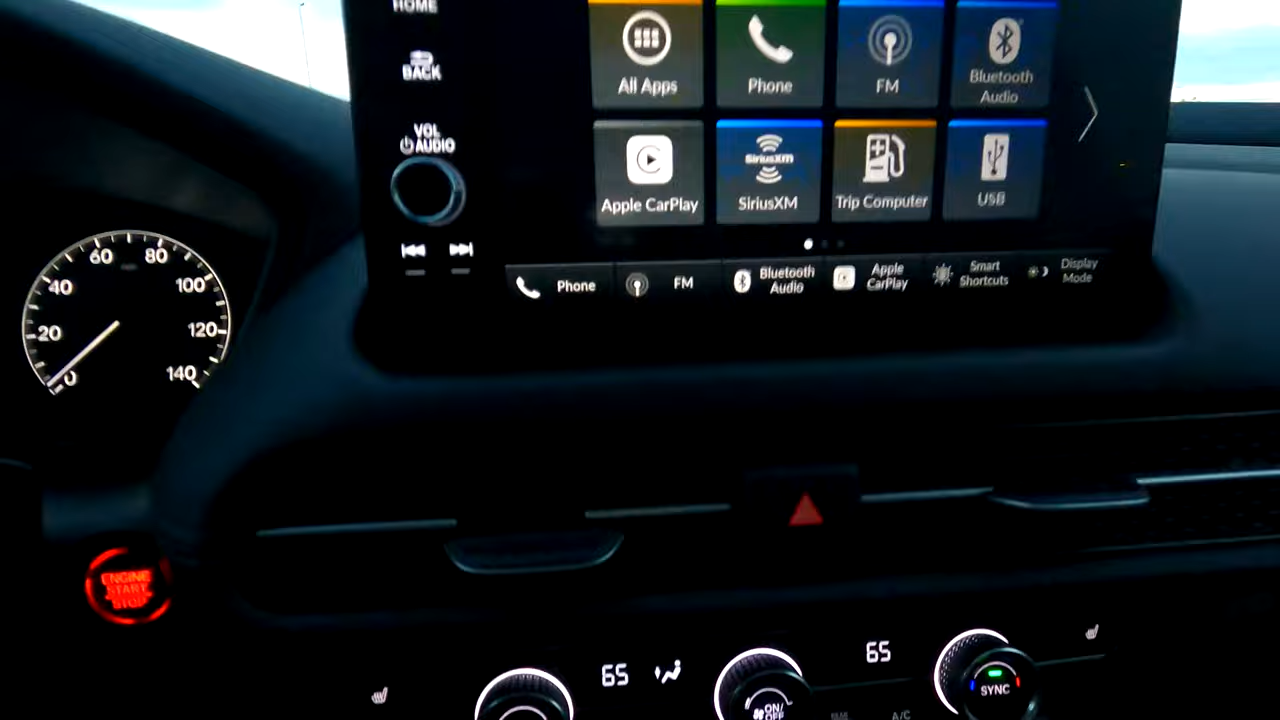 HOME
BACK
VOL
AUDIO
All Apps
Phone
FM
Bluetooth
Audio
Apple CarPlay
SiriusXM
SiriusXM
Trip Computer
USB
Phone
FM
Bluetooth
Audio
Apple
CarPlay
Smart
Shortcuts
Display
Mode
0
20
40
60
80
100
120
140
ENGINE
START
STOP
65
65
ON/
OFF
SYNC
REAR
A/C